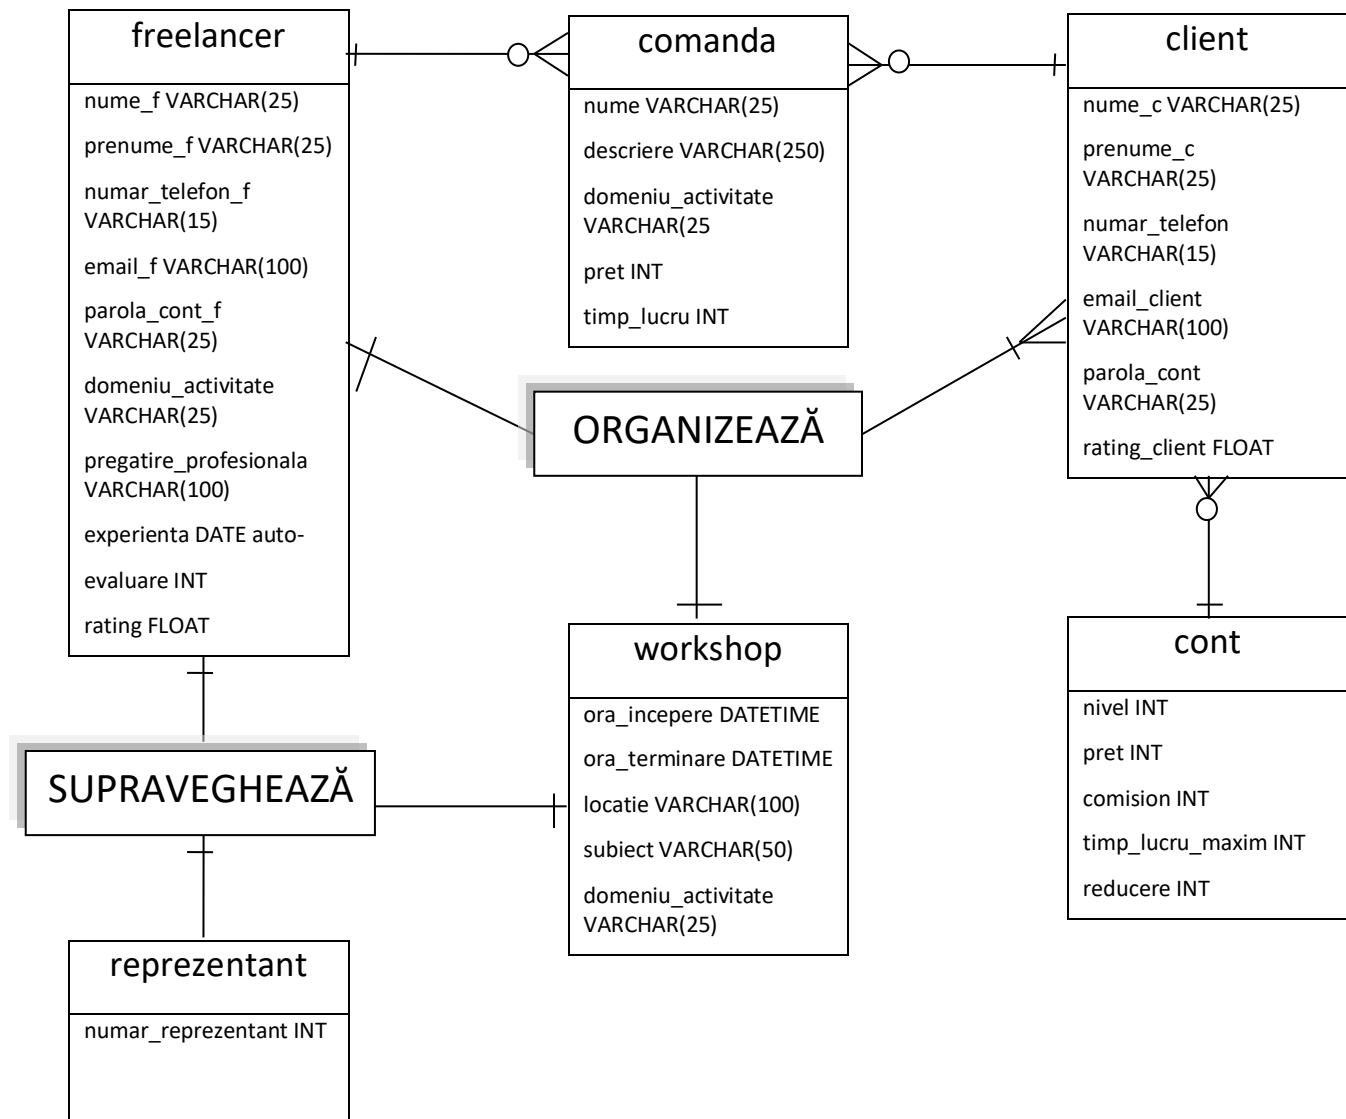 freelancer
nume_f VARCHAR(25)
prenume_f VARCHAR(25)
numar_telefon_f
VARCHAR(15)
email_f VARCHAR(100)
parola_cont_f
VARCHAR(25)
domeniu_activitate
VARCHAR(25)
pregatire_profesionala
VARCHAR(100)
experienta DATE auto-
evaluare INT
rating FLOAT
comanda
nume VARCHAR(25)
descriere VARCHAR(250)
domeniu_activitate
VARCHAR(25
pret INT
timp_lucru INT
client
nume_c VARCHAR(25)
prenume_c
VARCHAR(25)
numar_telefon
VARCHAR(15)
email_client
VARCHAR(100)
parola_cont
VARCHAR(25)
rating_client FLOAT
ORGANIZEAZĂ
SUPRAVEGHEAZĂ
workshop
ora_incepere DATETIME
ora_terminare DATETIME
locatie VARCHAR(100)
subiect VARCHAR(50)
domeniu_activitate
VARCHAR(25)
cont
nivel INT
pret INT
comision INT
timp_lucru_maxim INT
reducere INT
reprezentant
numar_reprezentant INT